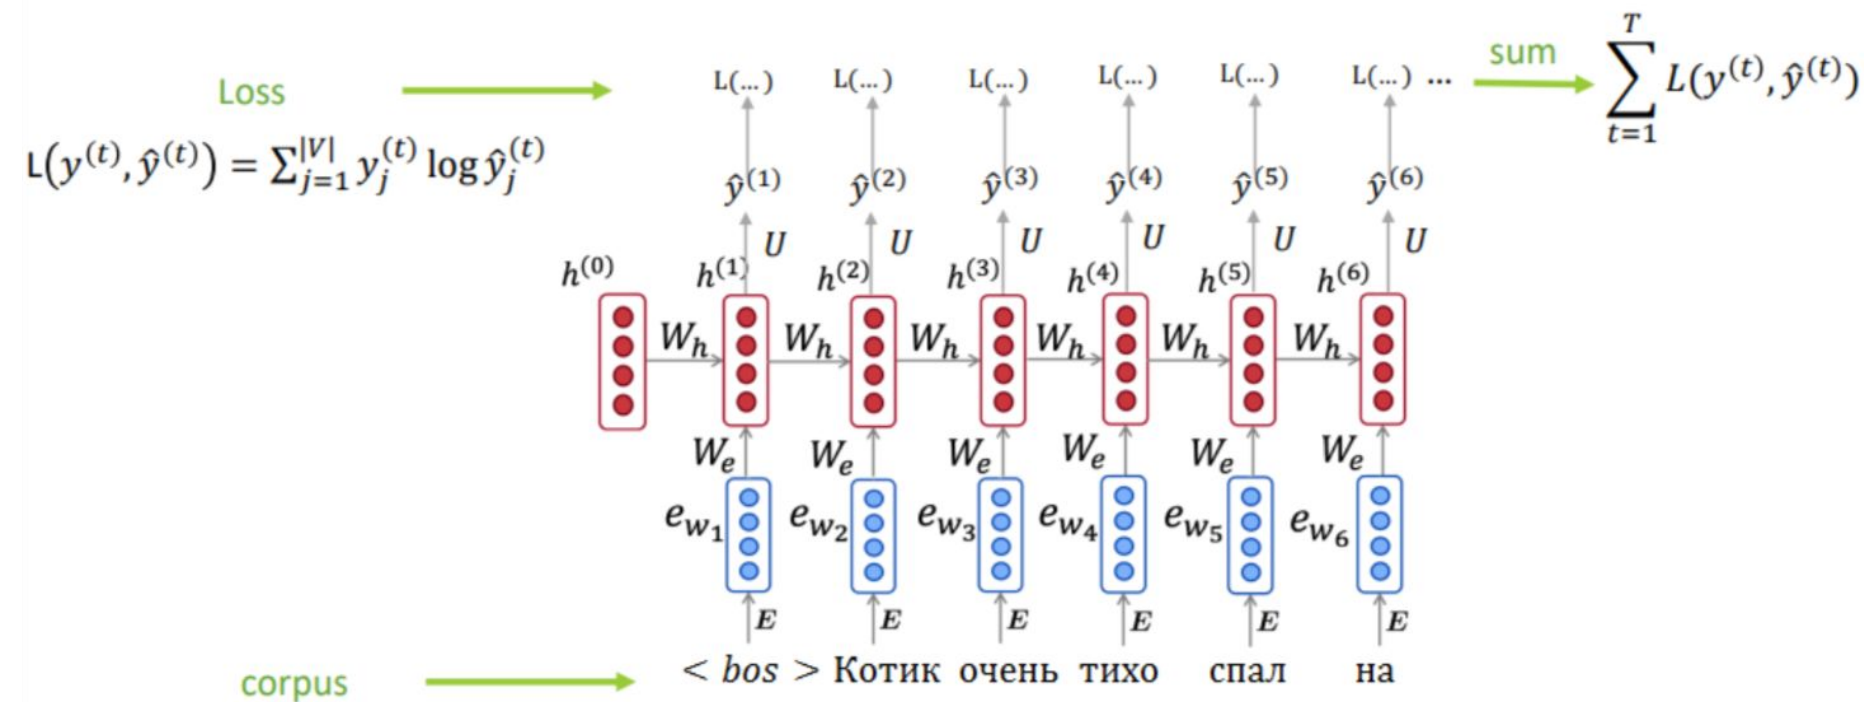 sum
Loss
L(...) L(...) L(...) L(...) L(...) L(...) ...
∑_{t=1}^{T} L(y^{(t)}, ŷ^{(t)})
L(y^{(t)}, ŷ^{(t)}) = ∑_{j=1}^{|V|} y_j^{(t)} log ŷ_j^{(t)}
ŷ^{(1)} ŷ^{(2)} ŷ^{(3)} ŷ^{(4)} ŷ^{(5)} ŷ^{(6)}
U U U U U U
h^{(0)} h^{(1)} h^{(2)} h^{(3)} h^{(4)} h^{(5)} h^{(6)}
W_h W_h W_h W_h W_h W_h
W_e W_e W_e W_e W_e W_e
e_{w_1} e_{w_2} e_{w_3} e_{w_4} e_{w_5} e_{w_6}
E E E E E E
corpus
< bos > Котик очень тихо спал на